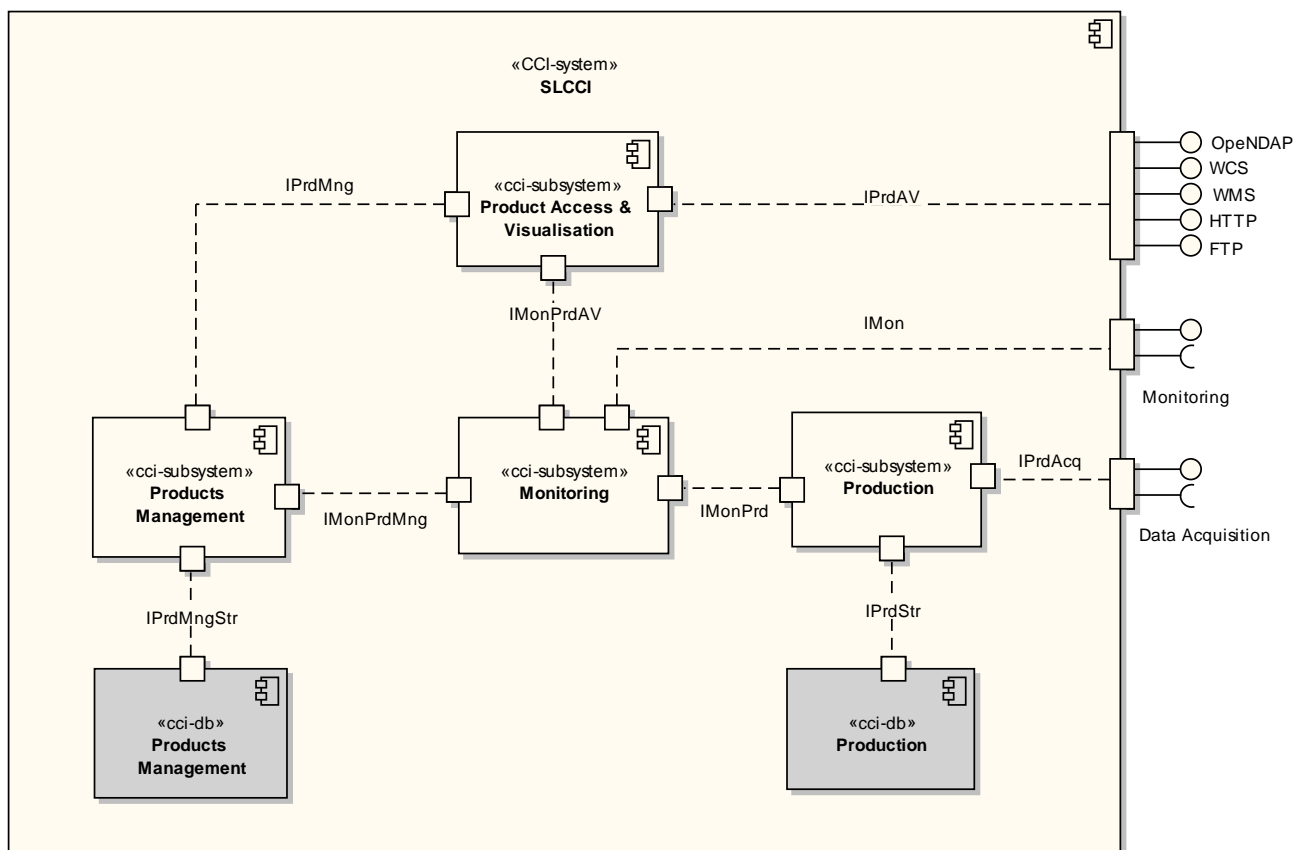 «CCI-system»
SLCCI
OpeNDAP
WCS
WMS
HTTP
FTP
IPrdMng
«cci-subsystem»
Product Access &
Visualisation
IPrdAV
IMonPrdAV
IMon
Monitoring
«cci-subsystem»
Products
Management
IMonPrdMng
«cci-subsystem»
Monitoring
IMonPrd
«cci-subsystem»
Production
IPrdAcq
Data Acquisition
IPrdMngStr
IPrdStr
«cci-db»
Products
Management
«cci-db»
Production